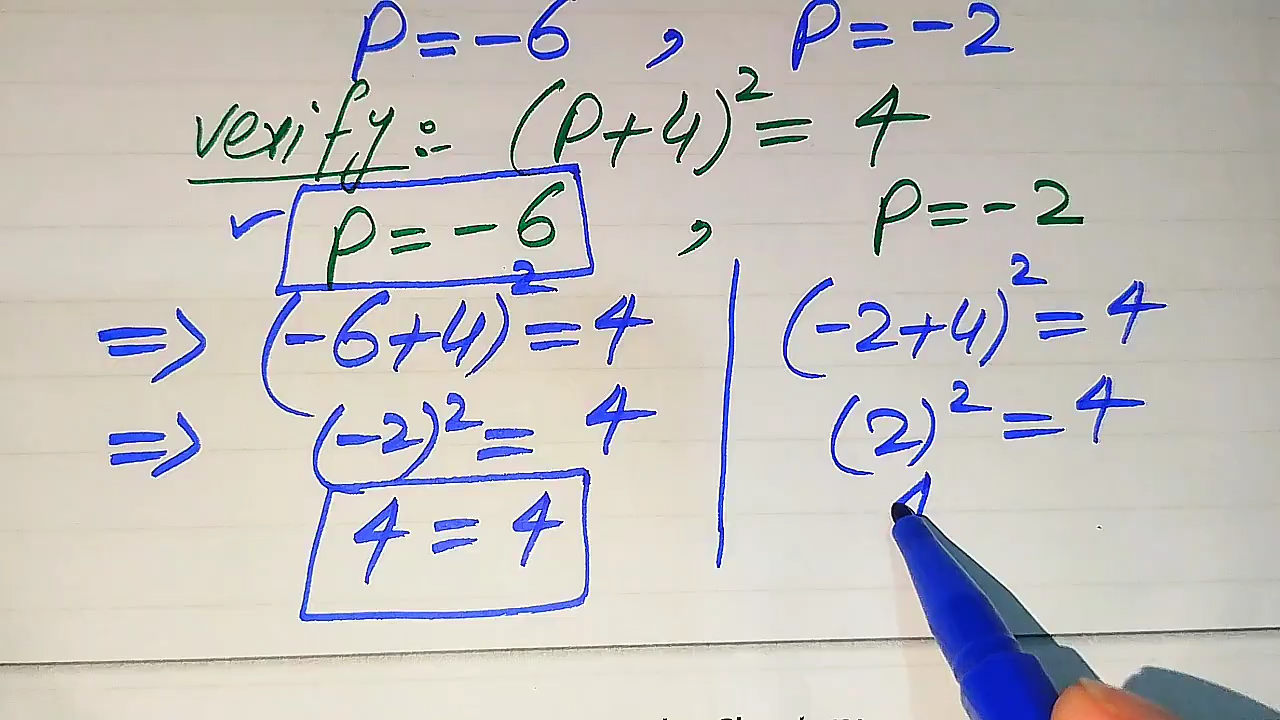 P = -6 , P = -2
verify:- (P+4)² = 4
P = -6 , P = -2
=> (-6+4)² = 4 (-2+4)² = 4
=> (-2)² = 4 (2)² = 4
4 = 4 4